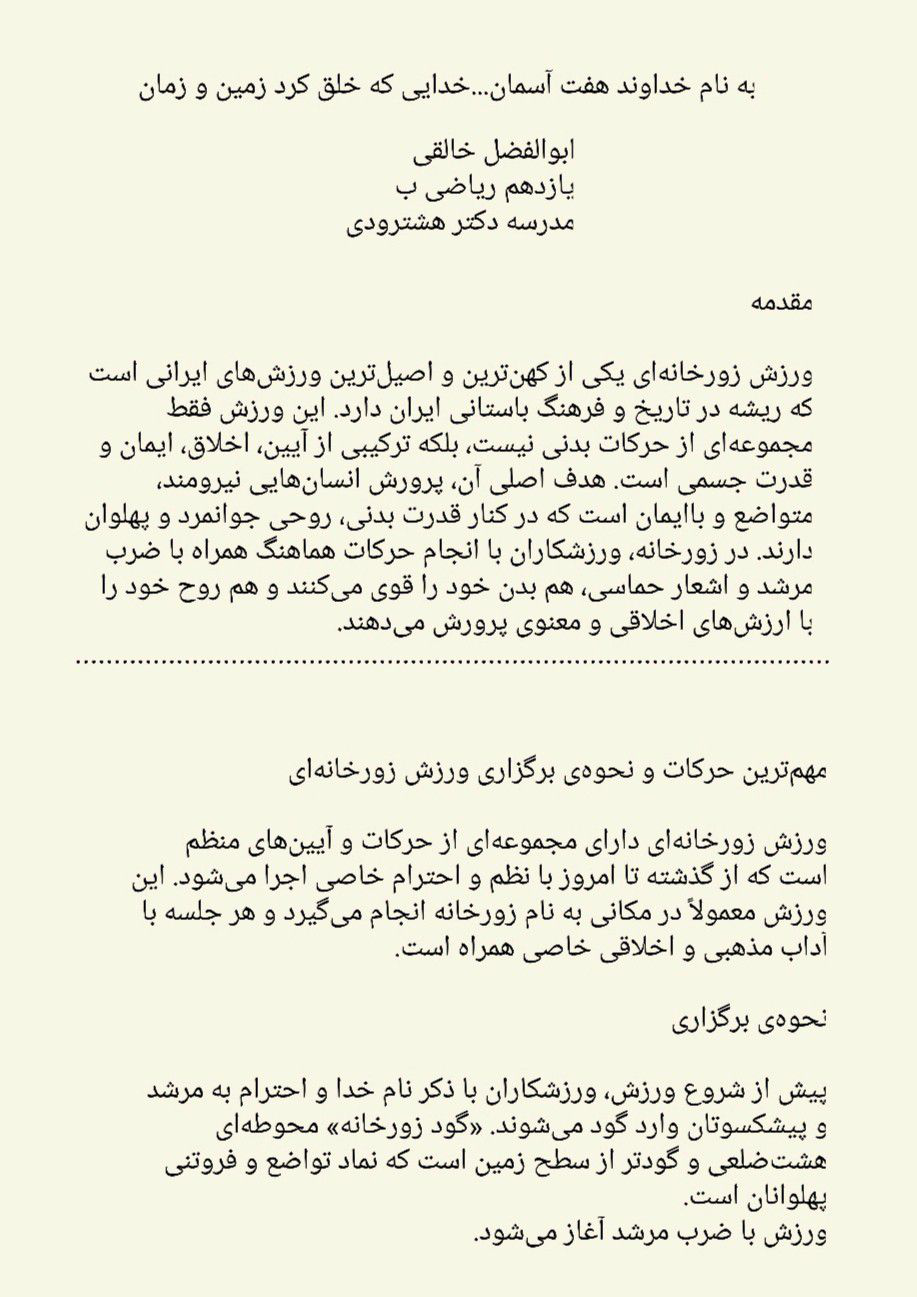 به نام خداوند هفت آسمان...خدایی که خلق کرد زمین و زمان
ابوالفضل خالقی
یازدهم ریاضی ب
مدرسه دکتر هشترودی
مقدمه
ورزش زورخانه‌ای یکی از کهن‌ترین و اصیل‌ترین ورزش‌های ایرانی است
که ریشه در تاریخ و فرهنگ باستانی ایران دارد. این ورزش فقط
مجموعه‌ای از حرکات بدنی نیست، بلکه ترکیبی از آیین، اخلاق، ایمان و
قدرت جسمی است. هدف اصلی آن، پرورش انسان‌هایی نیرومند،
متواضع و باایمان است که در کنار قدرت بدنی، روحی جوانمرد و پهلوان
دارند. در زورخانه، ورزشکاران با انجام حرکات هماهنگ همراه با ضرب
مرشد و اشعار حماسی، هم بدن خود را قوی می‌کنند و هم روح خود را
با ارزش‌های اخلاقی و معنوی پرورش می‌دهند.
مهم‌ترین حرکات و نحوه‌ی برگزاری ورزش زورخانه‌ای
ورزش زورخانه‌ای دارای مجموعه‌ای از حرکات و آیین‌های منظم
است که از گذشته تا امروز با نظم و احترام خاصی اجرا می‌شود. این
ورزش معمولاً در مکانی به نام زورخانه انجام می‌گیرد و هر جلسه با
آداب مذهبی و اخلاقی خاصی همراه است.
نحوه‌ی برگزاری
پیش از شروع ورزش، ورزشکاران با ذکر نام خدا و احترام به مرشد
و پیشکسوتان وارد گود می‌شوند. «گود زورخانه» محوطه‌ای
هشت‌ضلعی و گودتر از سطح زمین است که نماد تواضع و فروتنی
پهلوانان است.
ورزش با ضرب مرشد آغاز می‌شود.